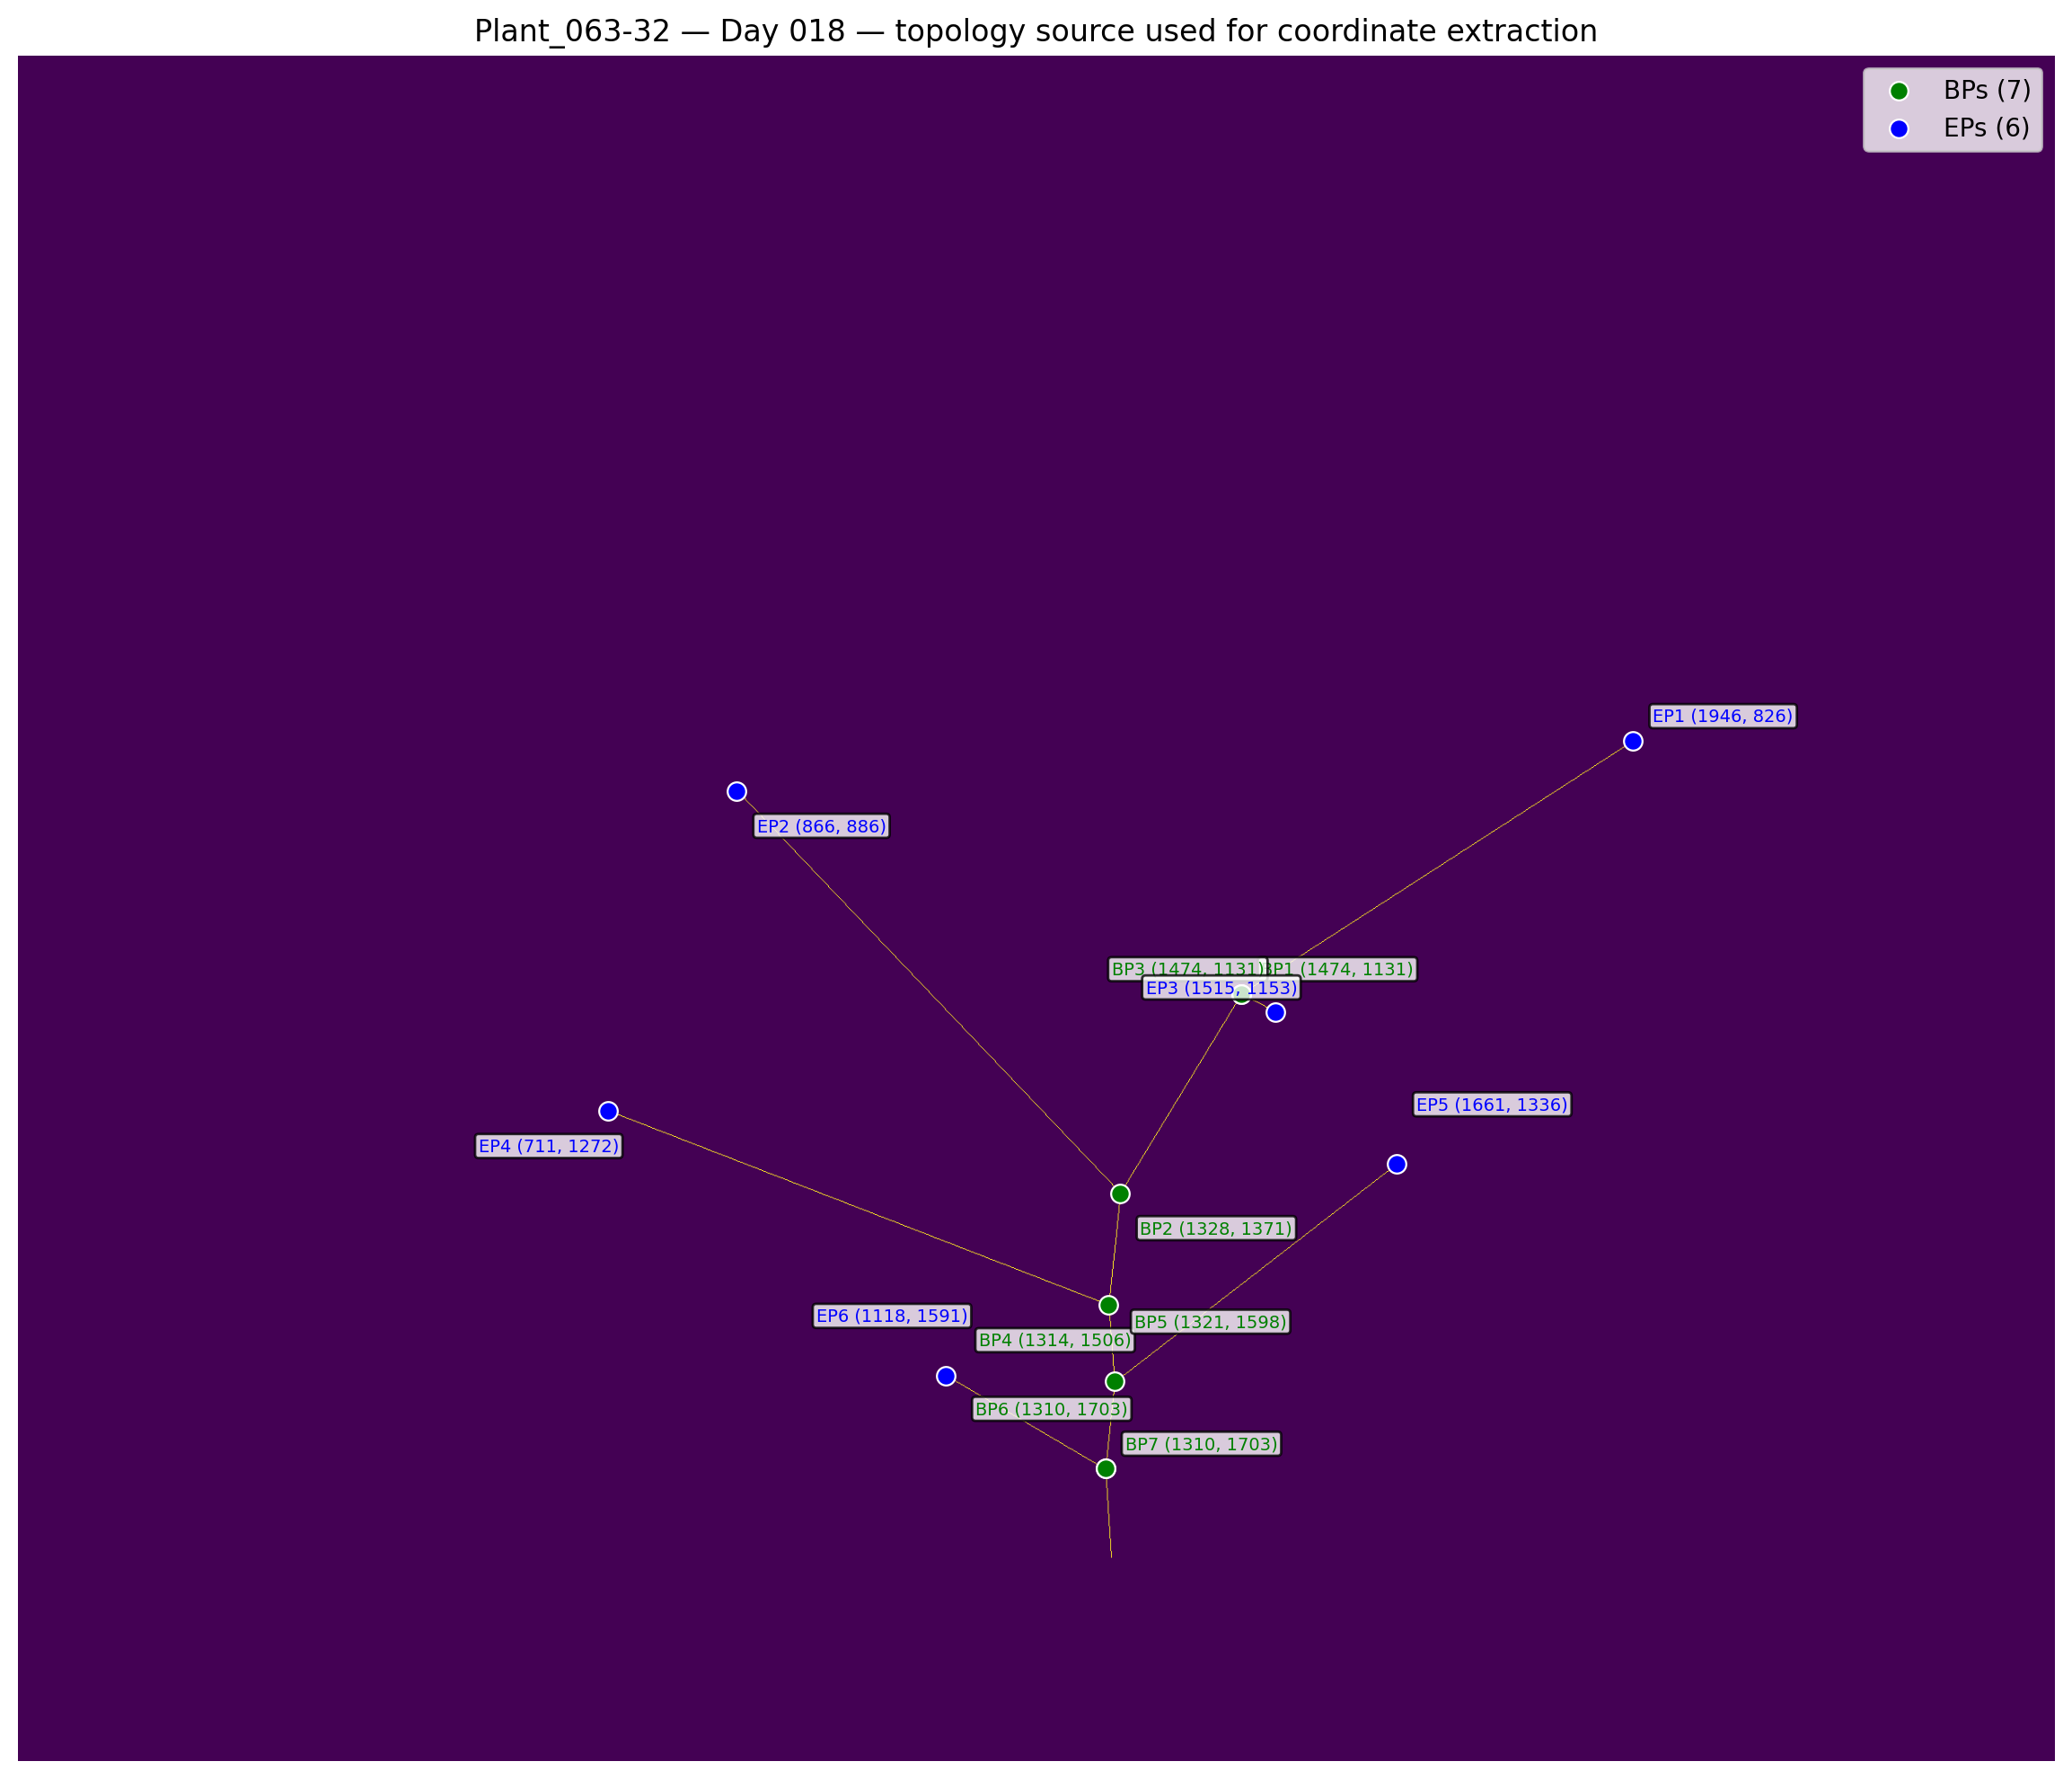 Plant_063-32 — Day 018 — topology source used for coordinate extraction
BPs (7)
EPs (6)
EP1 (1946, 826)
EP2 (866, 886)
BP3 (1474, 1131)
BP1 (1474, 1131)
EP3 (1515, 1153)
EP5 (1661, 1336)
EP4 (711, 1272)
BP2 (1328, 1371)
EP6 (1118, 1591)
BP5 (1321, 1598)
BP4 (1314, 1506)
BP6 (1310, 1703)
BP7 (1310, 1703)